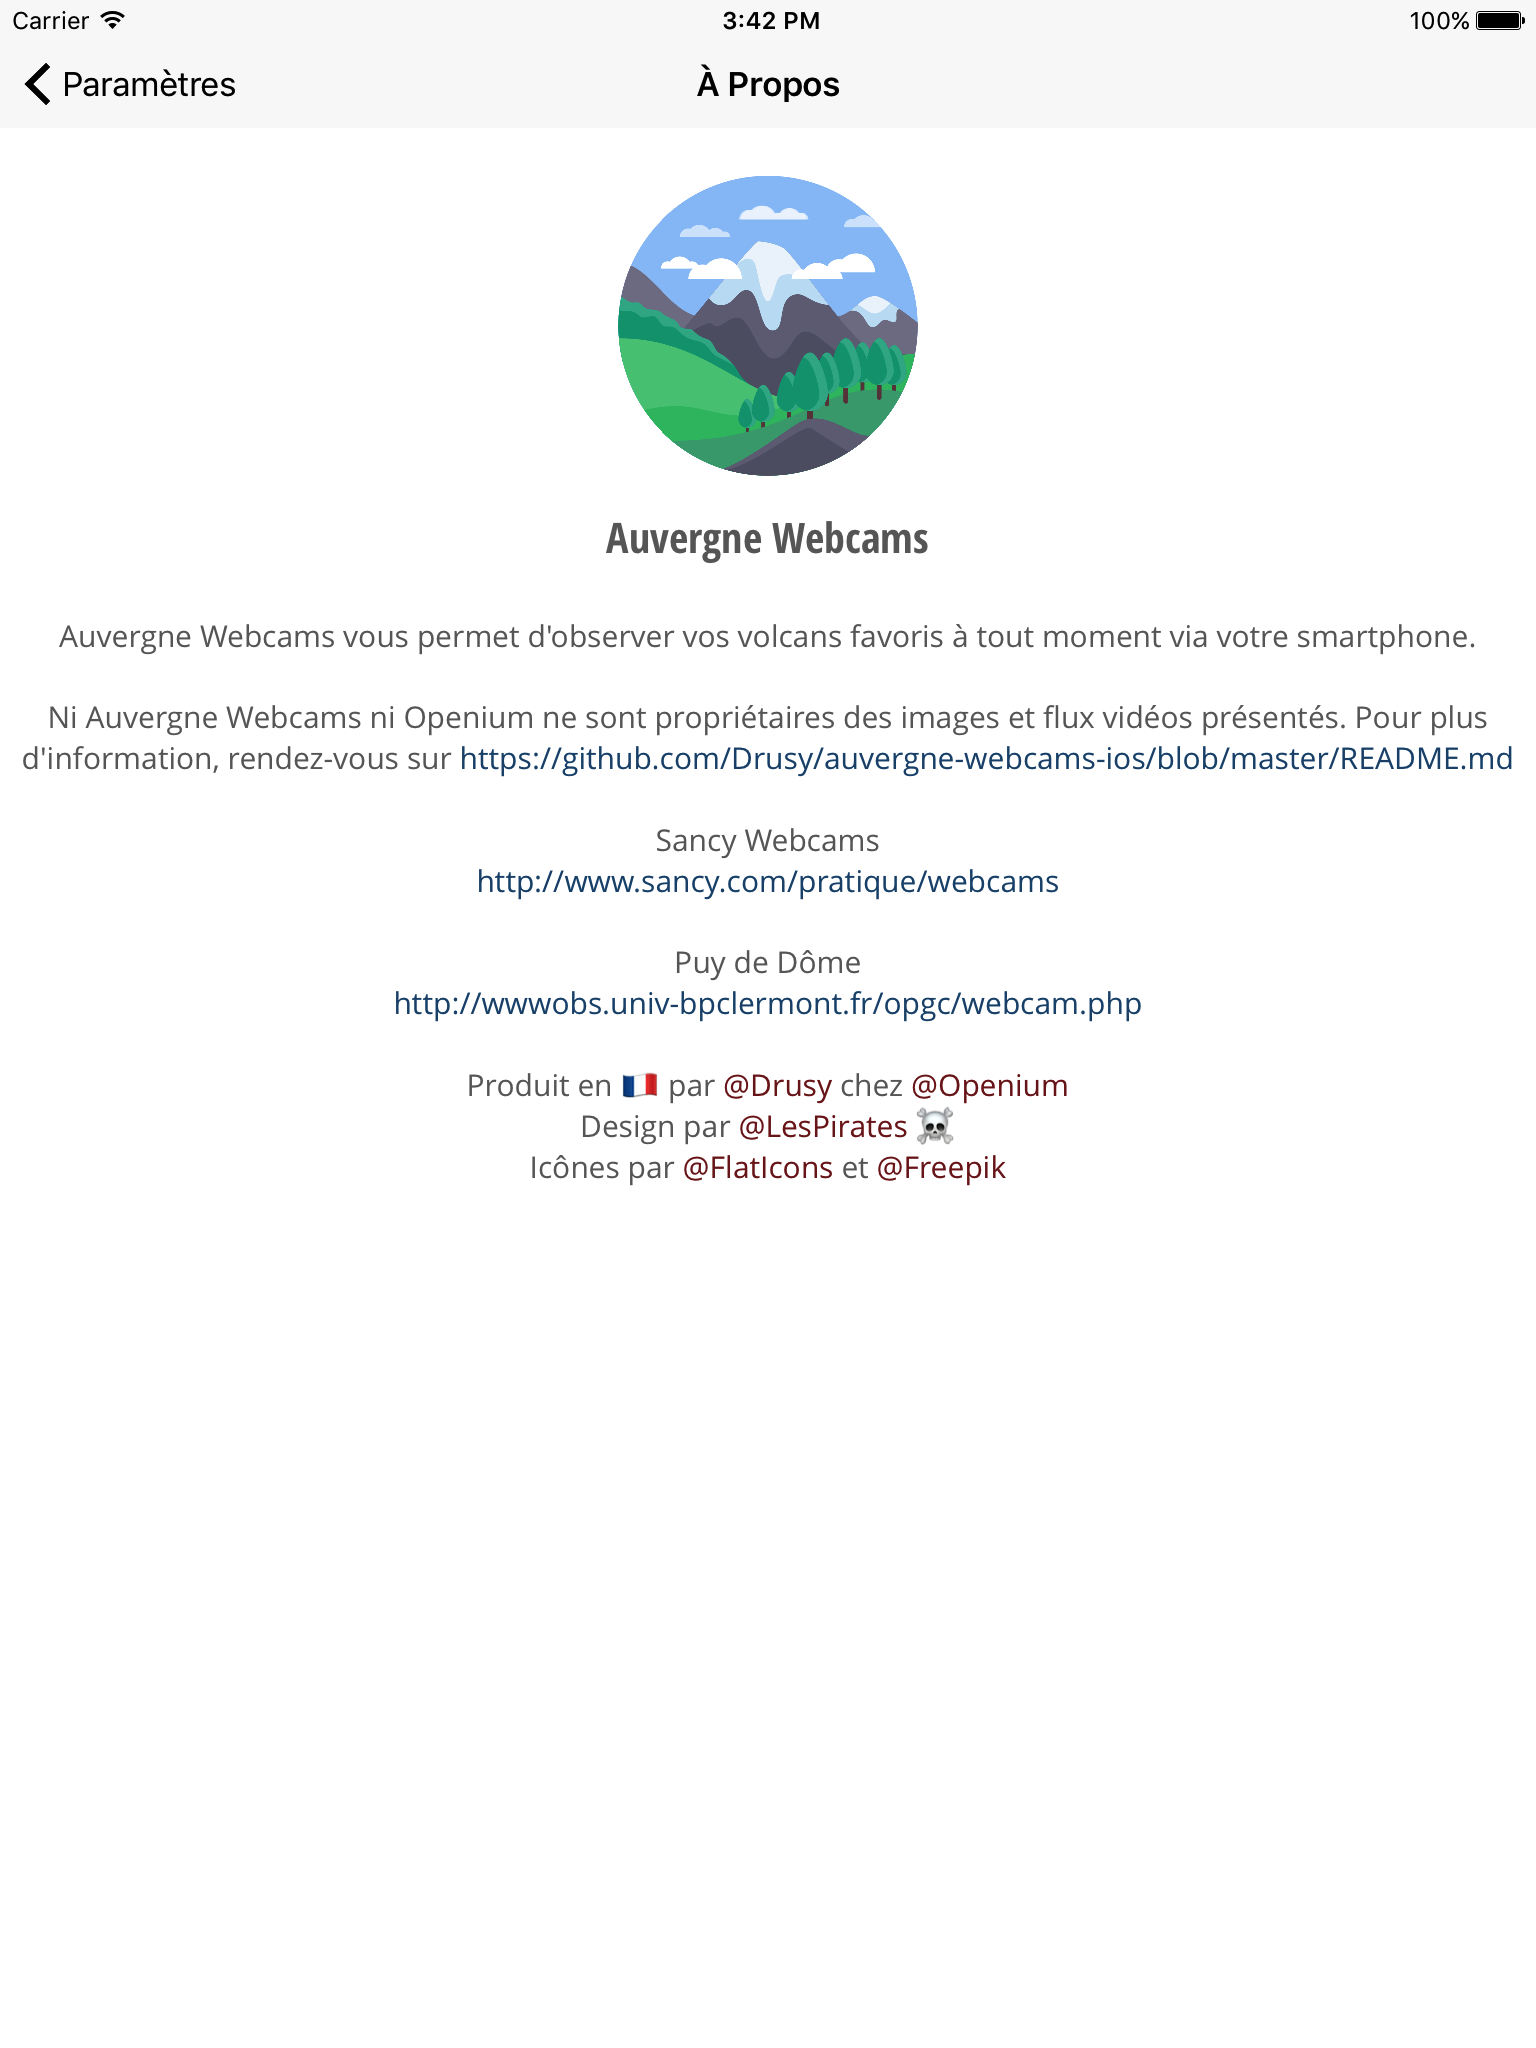 Carrier 3:42 PM 100%
Paramètres À Propos
Auvergne Webcams
Auvergne Webcams vous permet d'observer vos volcans favoris à tout moment via votre smartphone.
Ni Auvergne Webcams ni Openium ne sont propriétaires des images et flux vidéos présentés. Pour plus
d'information, rendez-vous sur https://github.com/Drusy/auvergne-webcams-ios/blob/master/README.md
Sancy Webcams
http://www.sancy.com/pratique/webcams
Puy de Dôme
http://wwwobs.univ-bpclermont.fr/opgc/webcam.php
Produit en 🇫🇷 par @Drusy chez @Openium
Design par @LesPirates ☠️
Icônes par @FlatIcons et @Freepik